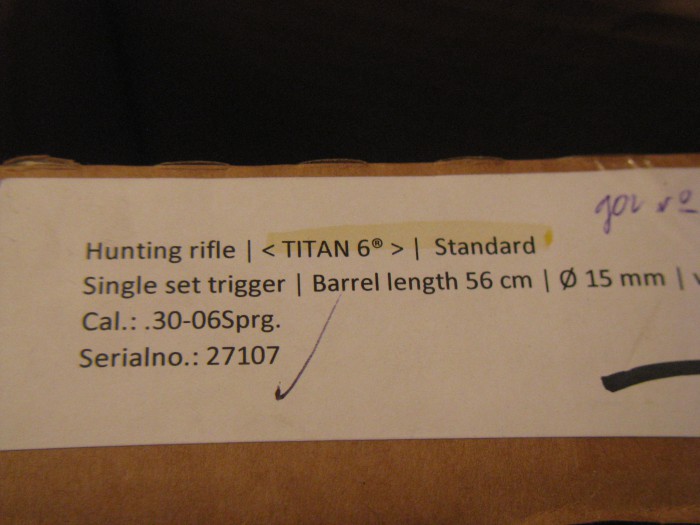 Hunting rifle | < TITAN 6® > | Standard
Single set trigger | Barrel length 56 cm | Ø 15 mm |
Cal.: .30-06Sprg.
Serialno.: 27107